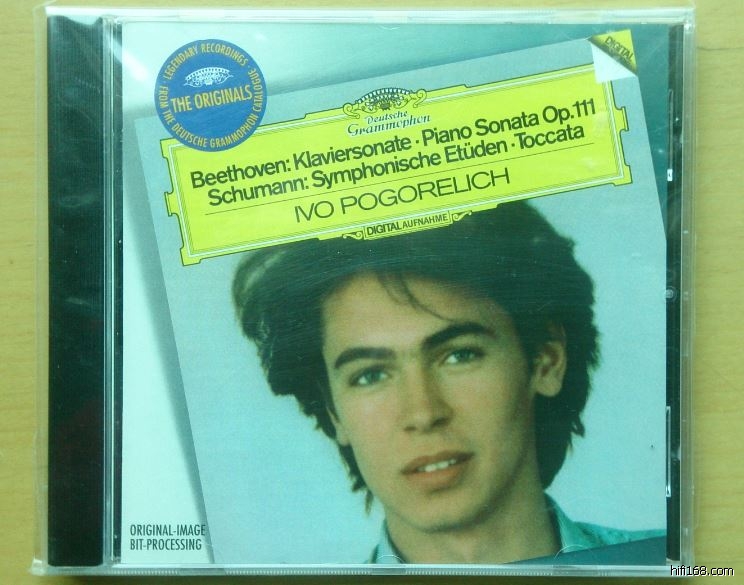 LEGENDARY RECORDINGS
FROM THE DEUTSCHE GRAMMOPHON CATALOGUE
THE ORIGINALS
DIGITAL
Deutsche
Grammophon
Beethoven: Klaviersonate · Piano Sonata Op.111
Schumann: Symphonische Etüden · Toccata
IVO POGORELICH
DIGITAL AUFNAHME
ORIGINAL-IMAGE
BIT-PROCESSING
hifi168.com